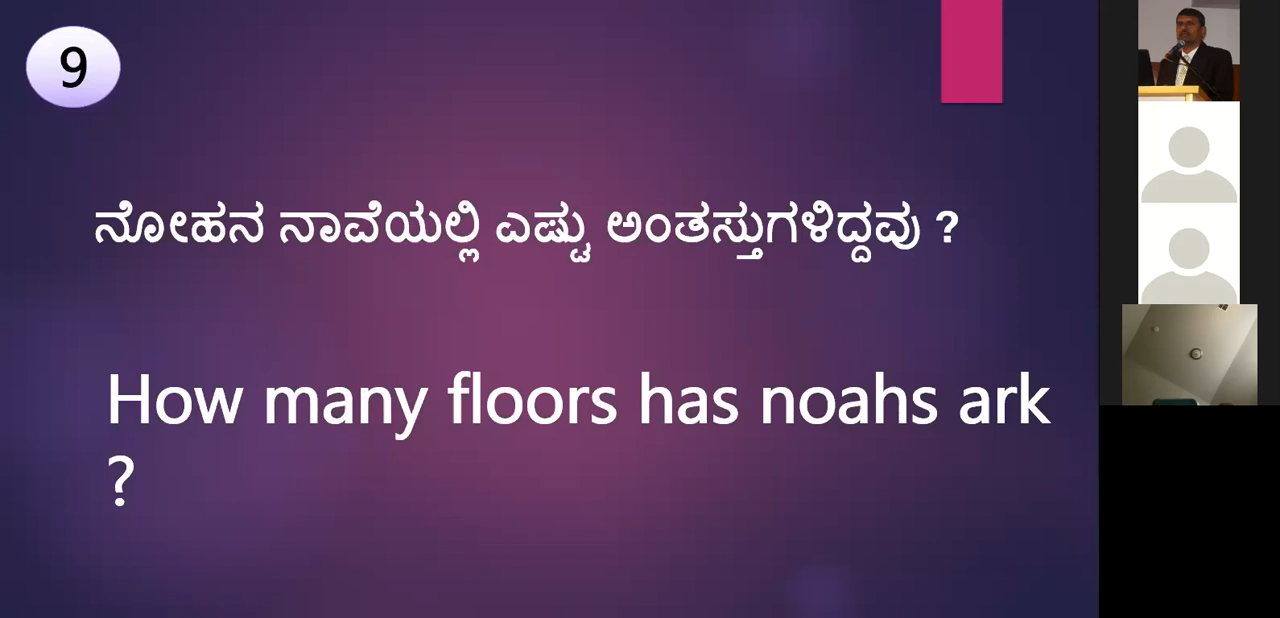 9
ನೋಹನ ನಾವೆಯಲ್ಲಿ ಎಷ್ಟು ಅಂತಸ್ತುಗಳಿದ್ದವು ?
How many floors has noahs ark
?